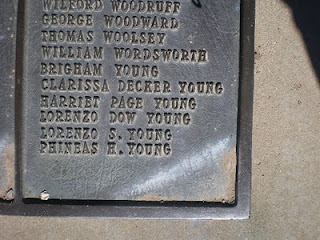 WILFORD WOODRUFF
GEORGE WOODWARD
THOMAS WOOLSEY
WILLIAM WORDSWORTH
BRIGHAM YOUNG
CLARISSA DECKER YOUNG
HARRIET PAGE YOUNG
LORENZO DOW YOUNG
LORENZO S. YOUNG
PHINEAS H. YOUNG